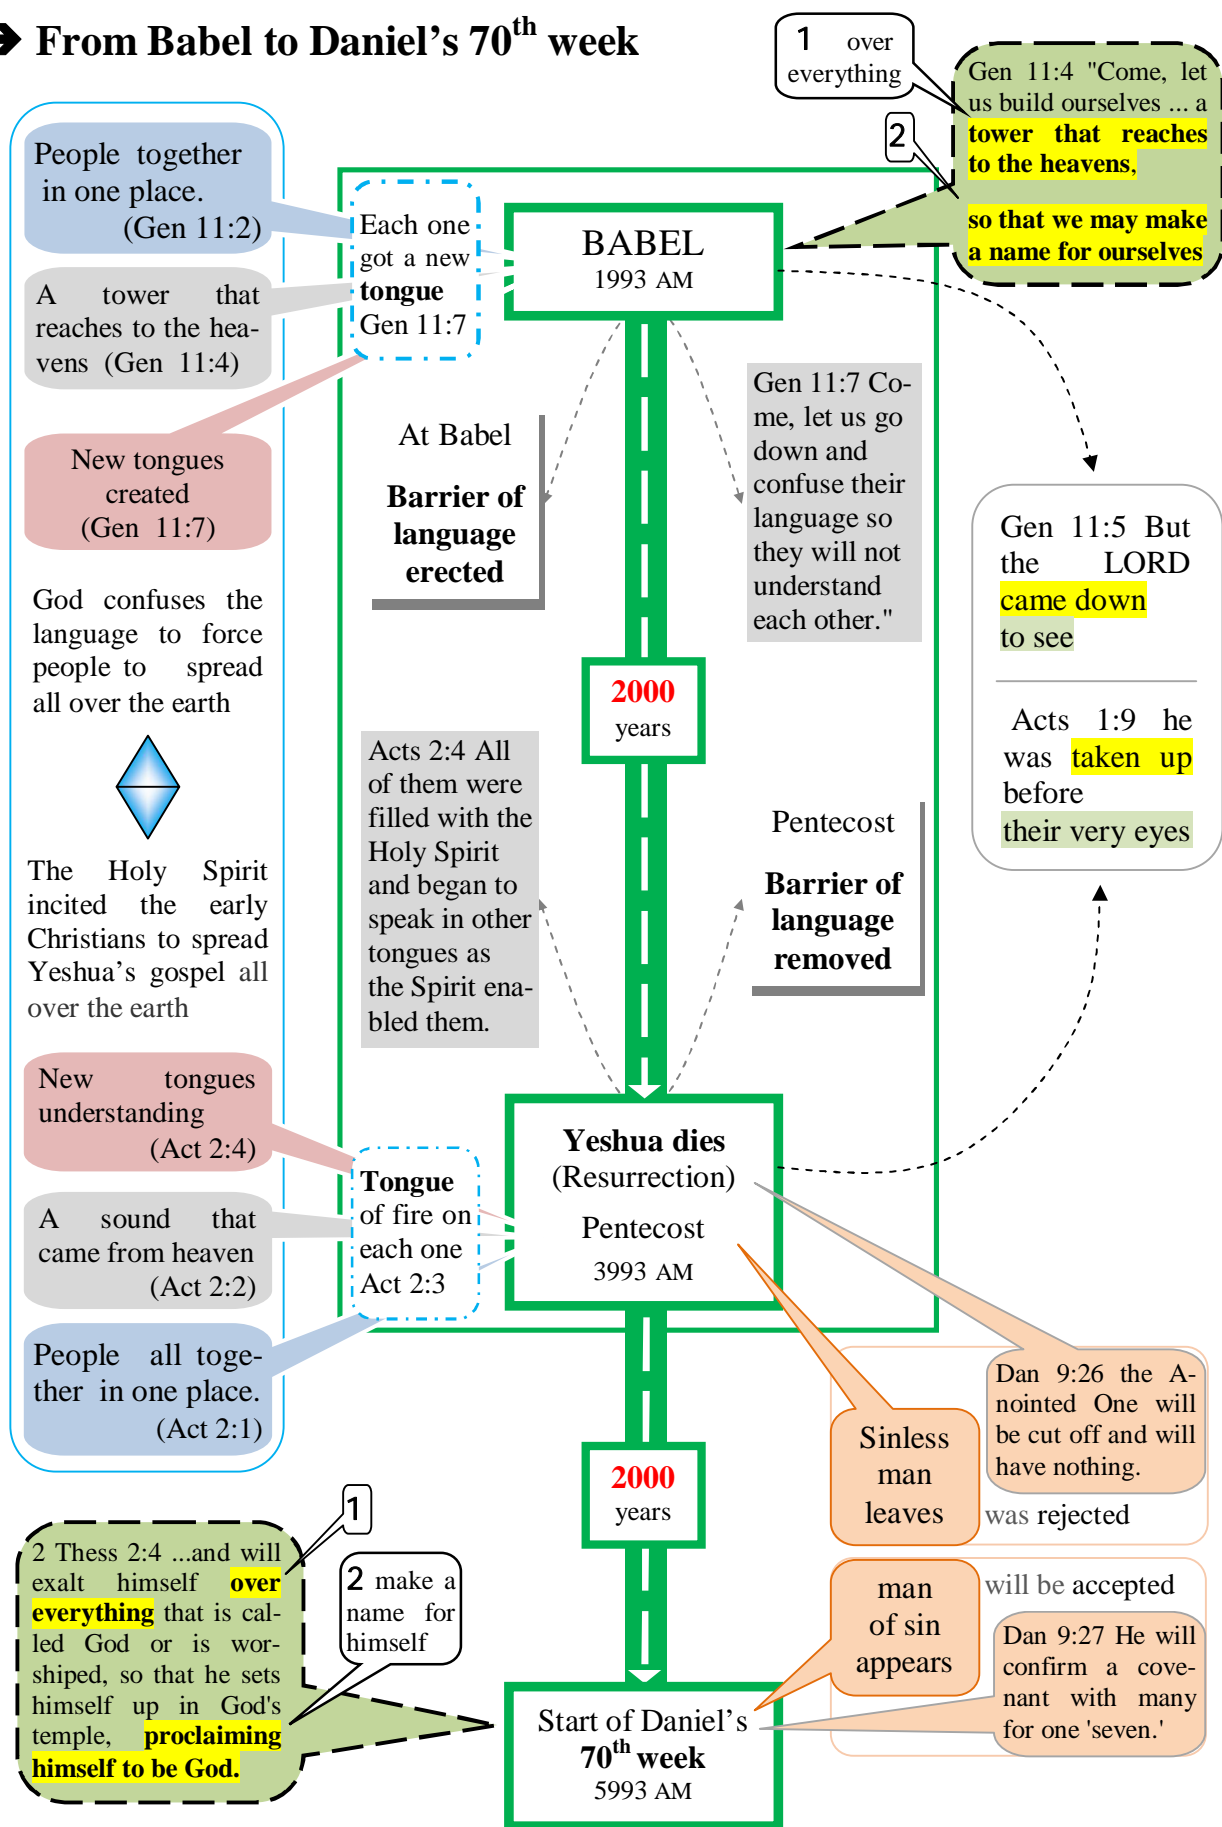 From Babel to Daniel's 70th week
1 over
everything
Gen 11:4 "Come, let
us build ourselves ... a
tower that reaches
to the heavens,
so that we may make
a name for ourselves
2
People together
in one place.
(Gen 11:2)
A tower that
reaches to the hea-
vens (Gen 11:4)
New tongues
created
(Gen 11:7)
Each one
got a new
tongue
Gen 11:7
BABEL
1993 AM
At Babel
Barrier of
language
erected
Gen 11:7 Co-
me, let us go
down and
confuse their
language so
they will not
understand
each other."
Gen 11:5 But
the LORD
came down
to see
Acts 1:9 he
was taken up
before
their very eyes
God confuses the
language to force
people to spread
all over the earth
The Holy Spirit
incited the early
Christians to spread
Yeshua's gospel all
over the earth
2000
years
Acts 2:4 All
of them were
filled with the
Holy Spirit
and began to
speak in other
tongues as
the Spirit ena-
bled them.
Pentecost
Barrier of
language
removed
New tongues
understanding
(Act 2:4)
A sound that
came from heaven
(Act 2:2)
People all toge-
ther in one place.
(Act 2:1)
Tongue
of fire on
each one
Act 2:3
Yeshua dies
(Resurrection)
Pentecost
3993 AM
Dan 9:26 the A-
nointed One will
be cut off and will
have nothing.
Sinless
man
leaves
was rejected
2000
years
2 Thess 2:4 ...and will
exalt himself over
everything that is cal-
led God or is wor-
shiped, so that he sets
himself up in God's
temple, proclaiming
himself to be God.
1
2 make a
name for
himself
man
of sin
appears
will be accepted
Dan 9:27 He will
confirm a cove-
nant with many
for one 'seven.'
Start of Daniel's
70th week
5993 AM